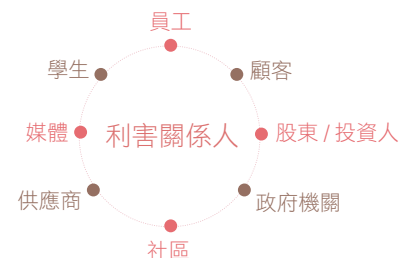 員工
學生
顧客
媒體
利害關係人
股東 / 投資人
供應商
政府機關
社區